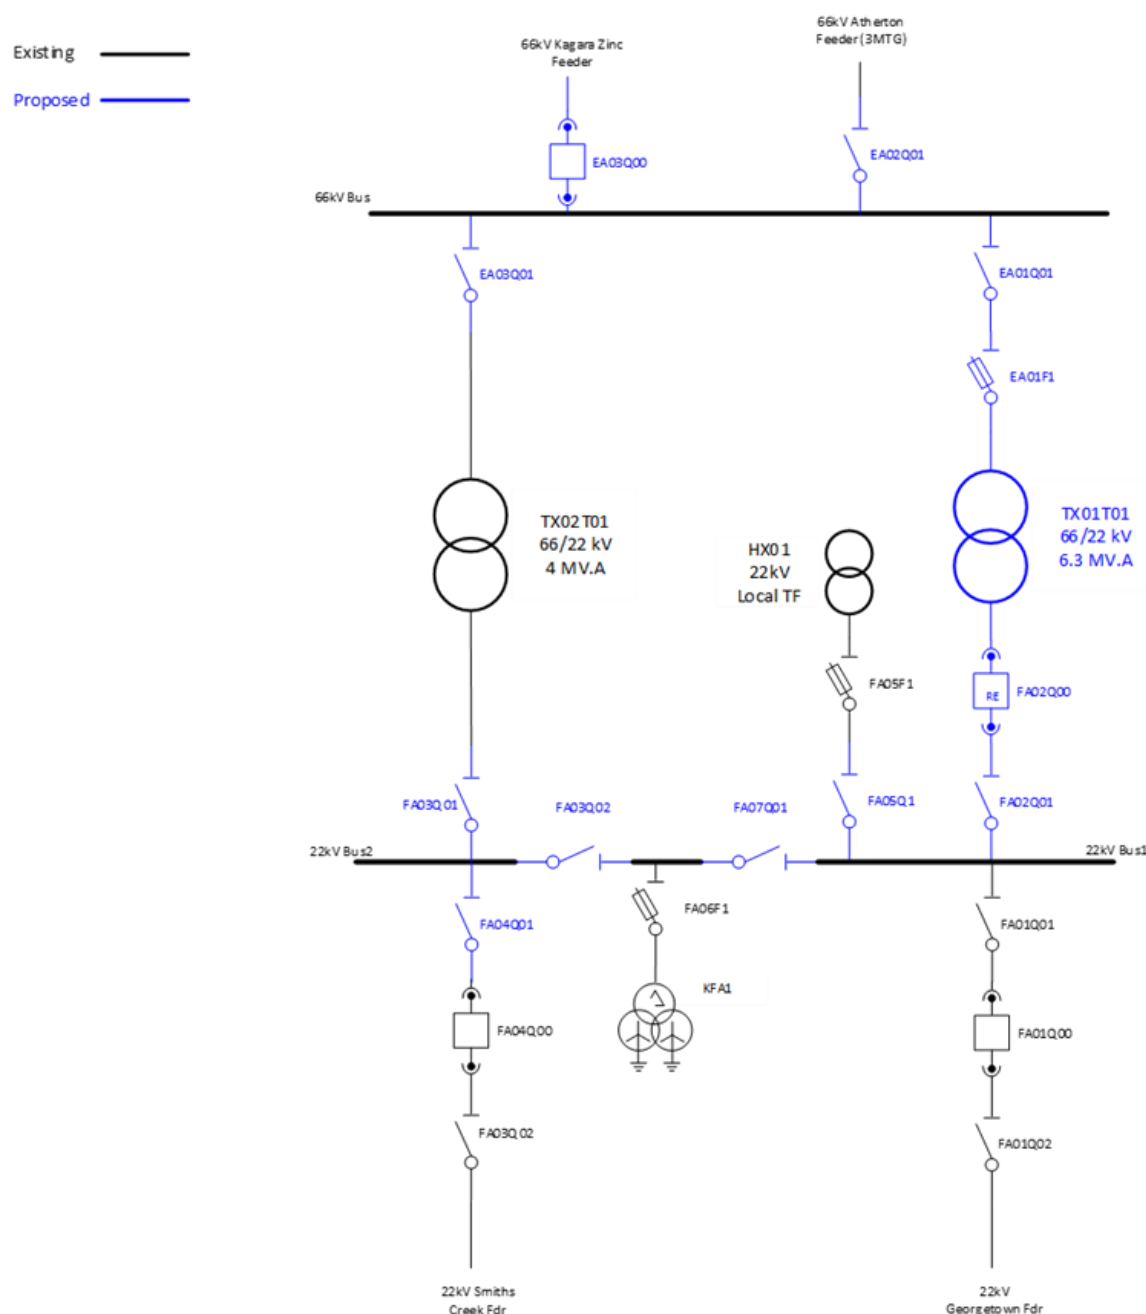 Existing
Proposed
66kV Kagara Zinc
Feeder
66kV Atherton
Feeder (3MTG)
EA03Q00
EA02Q01
66kV Bus
EA03Q01
EA01Q01
EA01F1
TX02T01
66/22 kV
4 MV.A
HX01
22kV
Local TF
TX01T01
66/22 kV
6.3 MV.A
FA05F1
FA02Q00
RE
FA03Q01
FA03Q02
FA07Q01
FA05Q1
FA02Q01
22kV Bus2
22kV Bus1
FA04Q01
FA06F1
FA01Q01
KFA1
FA04Q00
FA01Q00
FA03Q02
FA01Q02
22kV Smiths
Creek Fdr
22kV
Georgetown Fdr